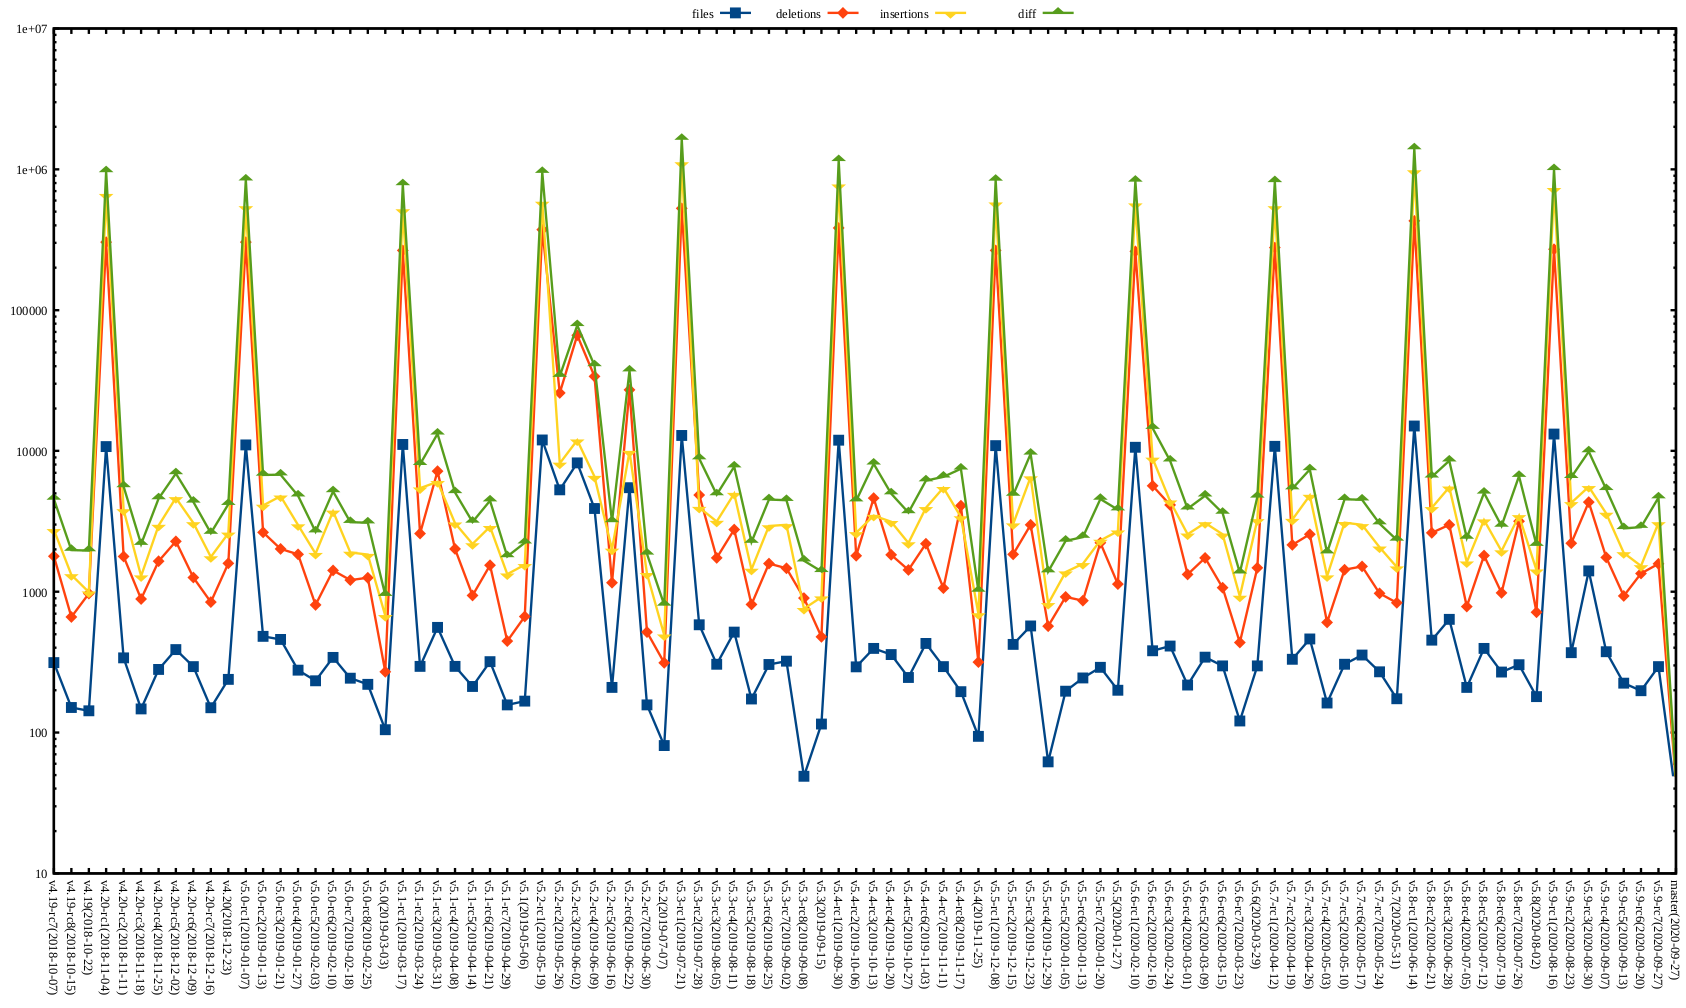 files deletions insertions diff
1e+07
1e+06
100000
10000
1000
100
10
v4.19-rc7(2018-10-07)
v4.19-rc8(2018-10-15)
v4.19(2018-10-22)
v4.20-rc1(2018-11-04)
v4.20-rc2(2018-11-11)
v4.20-rc3(2018-11-18)
v4.20-rc4(2018-11-25)
v4.20-rc5(2018-12-02)
v4.20-rc6(2018-12-09)
v4.20-rc7(2018-12-16)
v4.20(2018-12-23)
v5.0-rc1(2019-01-07)
v5.0-rc2(2019-01-13)
v5.0-rc3(2019-01-21)
v5.0-rc4(2019-01-27)
v5.0-rc5(2019-02-03)
v5.0-rc6(2019-02-10)
v5.0-rc7(2019-02-18)
v5.0-rc8(2019-02-25)
v5.0(2019-03-03)
v5.1-rc1(2019-03-17)
v5.1-rc2(2019-03-24)
v5.1-rc3(2019-03-31)
v5.1-rc4(2019-04-08)
v5.1-rc5(2019-04-14)
v5.1-rc6(2019-04-21)
v5.1-rc7(2019-04-29)
v5.1(2019-05-06)
v5.2-rc1(2019-05-19)
v5.2-rc2(2019-05-26)
v5.2-rc3(2019-06-02)
v5.2-rc4(2019-06-09)
v5.2-rc5(2019-06-16)
v5.2-rc6(2019-06-22)
v5.2-rc7(2019-06-30)
v5.2(2019-07-07)
v5.3-rc1(2019-07-21)
v5.3-rc2(2019-07-28)
v5.3-rc3(2019-08-05)
v5.3-rc4(2019-08-11)
v5.3-rc5(2019-08-18)
v5.3-rc6(2019-08-25)
v5.3-rc7(2019-09-02)
v5.3-rc8(2019-09-08)
v5.3(2019-09-15)
v5.4-rc1(2019-09-30)
v5.4-rc2(2019-10-06)
v5.4-rc3(2019-10-13)
v5.4-rc4(2019-10-20)
v5.4-rc5(2019-10-27)
v5.4-rc6(2019-11-03)
v5.4-rc7(2019-11-11)
v5.4-rc8(2019-11-17)
v5.4(2019-11-25)
v5.5-rc1(2019-12-08)
v5.5-rc2(2019-12-15)
v5.5-rc3(2019-12-23)
v5.5-rc4(2019-12-29)
v5.5-rc5(2020-01-05)
v5.5-rc6(2020-01-13)
v5.5-rc7(2020-01-20)
v5.5(2020-01-27)
v5.6-rc1(2020-02-10)
v5.6-rc2(2020-02-16)
v5.6-rc3(2020-02-24)
v5.6-rc4(2020-03-01)
v5.6-rc5(2020-03-09)
v5.6-rc6(2020-03-15)
v5.6-rc7(2020-03-23)
v5.6(2020-03-29)
v5.7-rc1(2020-04-12)
v5.7-rc2(2020-04-19)
v5.7-rc3(2020-04-26)
v5.7-rc4(2020-05-03)
v5.7-rc5(2020-05-10)
v5.7-rc6(2020-05-17)
v5.7-rc7(2020-05-24)
v5.7(2020-05-31)
v5.8-rc1(2020-06-14)
v5.8-rc2(2020-06-21)
v5.8-rc3(2020-06-28)
v5.8-rc4(2020-07-05)
v5.8-rc5(2020-07-12)
v5.8-rc6(2020-07-19)
v5.8-rc7(2020-07-26)
v5.8(2020-08-02)
v5.9-rc1(2020-08-16)
v5.9-rc2(2020-08-23)
v5.9-rc3(2020-08-30)
v5.9-rc4(2020-09-07)
v5.9-rc5(2020-09-13)
v5.9-rc6(2020-09-20)
v5.9-rc7(2020-09-27)
master(2020-09-27)